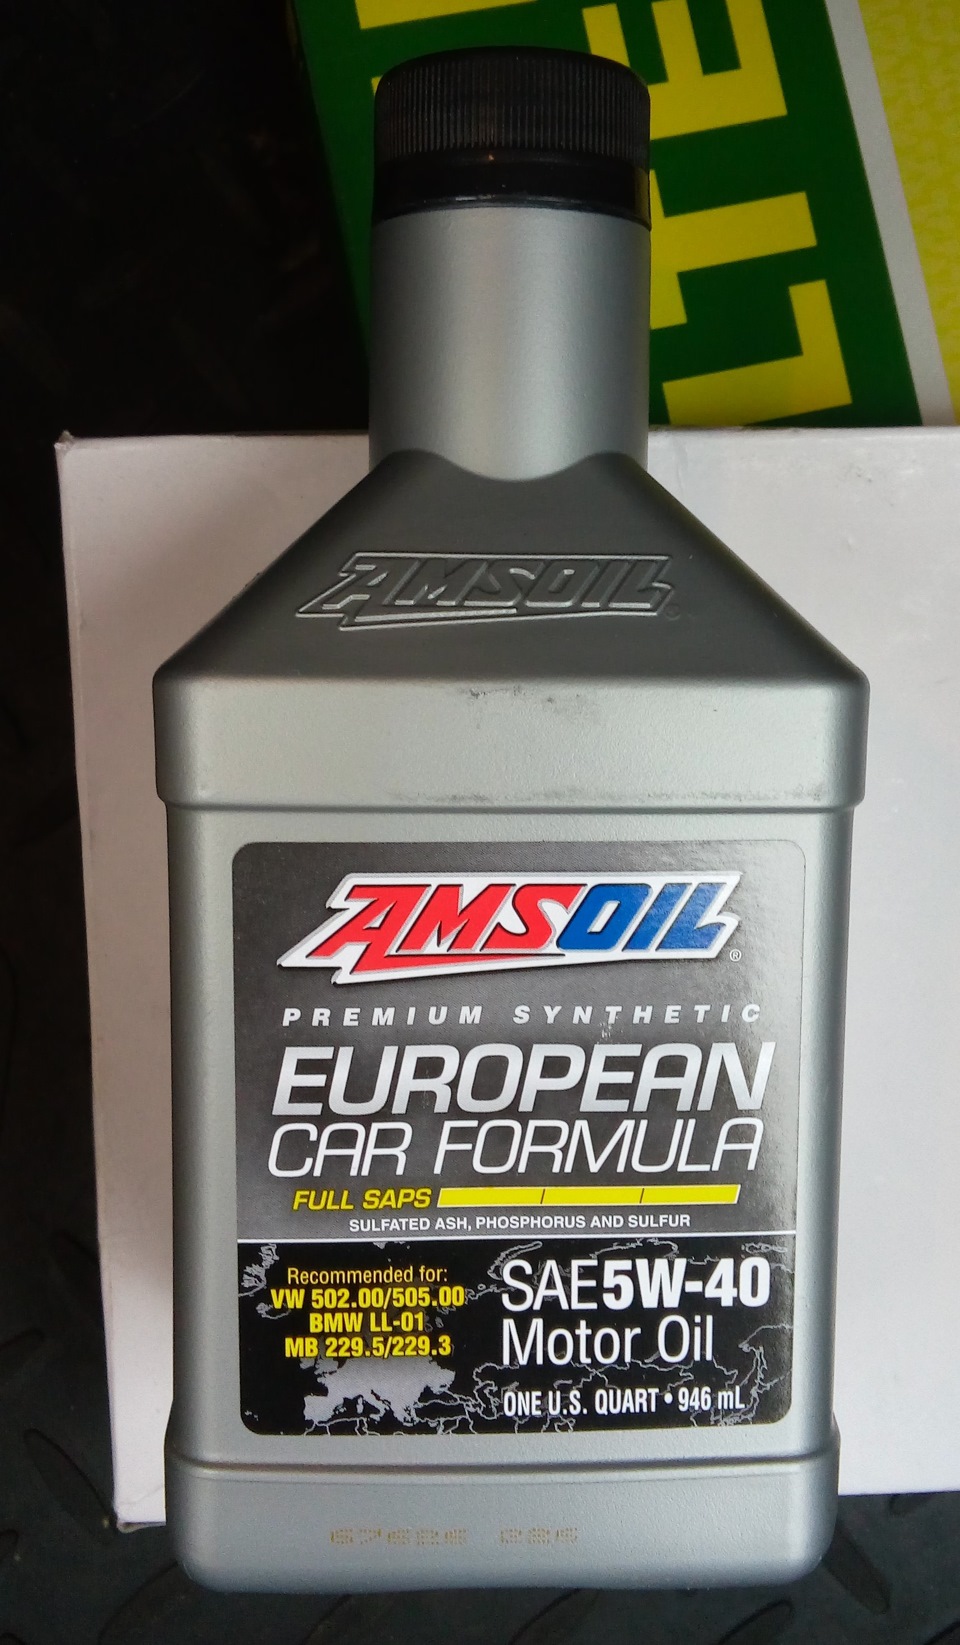 AMSOIL
AMSOIL®
PREMIUM SYNTHETIC
EUROPEAN
CAR FORMULA
FULL SAPS
SULFATED ASH, PHOSPHORUS AND SULFUR
Recommended for:
VW 502.00/505.00
BMW LL-01
MB 229.5/229.3
SAE 5W-40
Motor Oil
ONE U.S. QUART • 946 mL